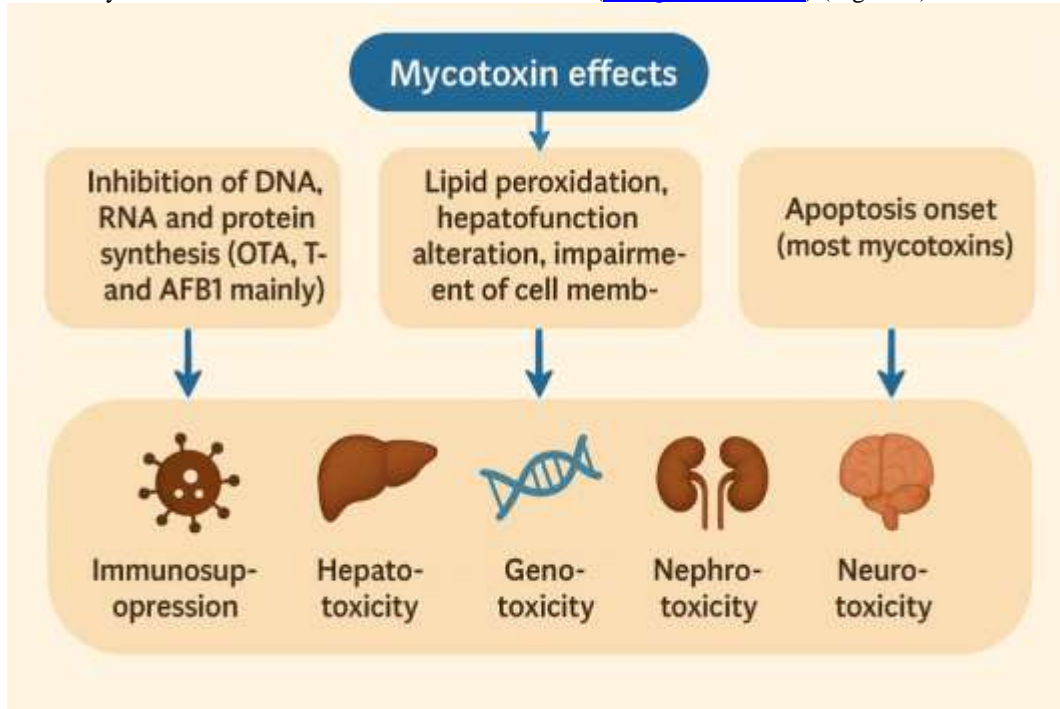 Mycotoxin effects
Inhibition of DNA,
RNA and protein
synthesis (OTA, T-
and AFB1 mainly)
Lipid peroxidation,
hepatofunction
alteration, impairme-
ent of cell memb-
Apoptosis onset
(most mycotoxins)
Immunosup-
opression
Hepato-
toxicity
Geno-
toxicity
Nephro-
toxicity
Neuro-
toxicity